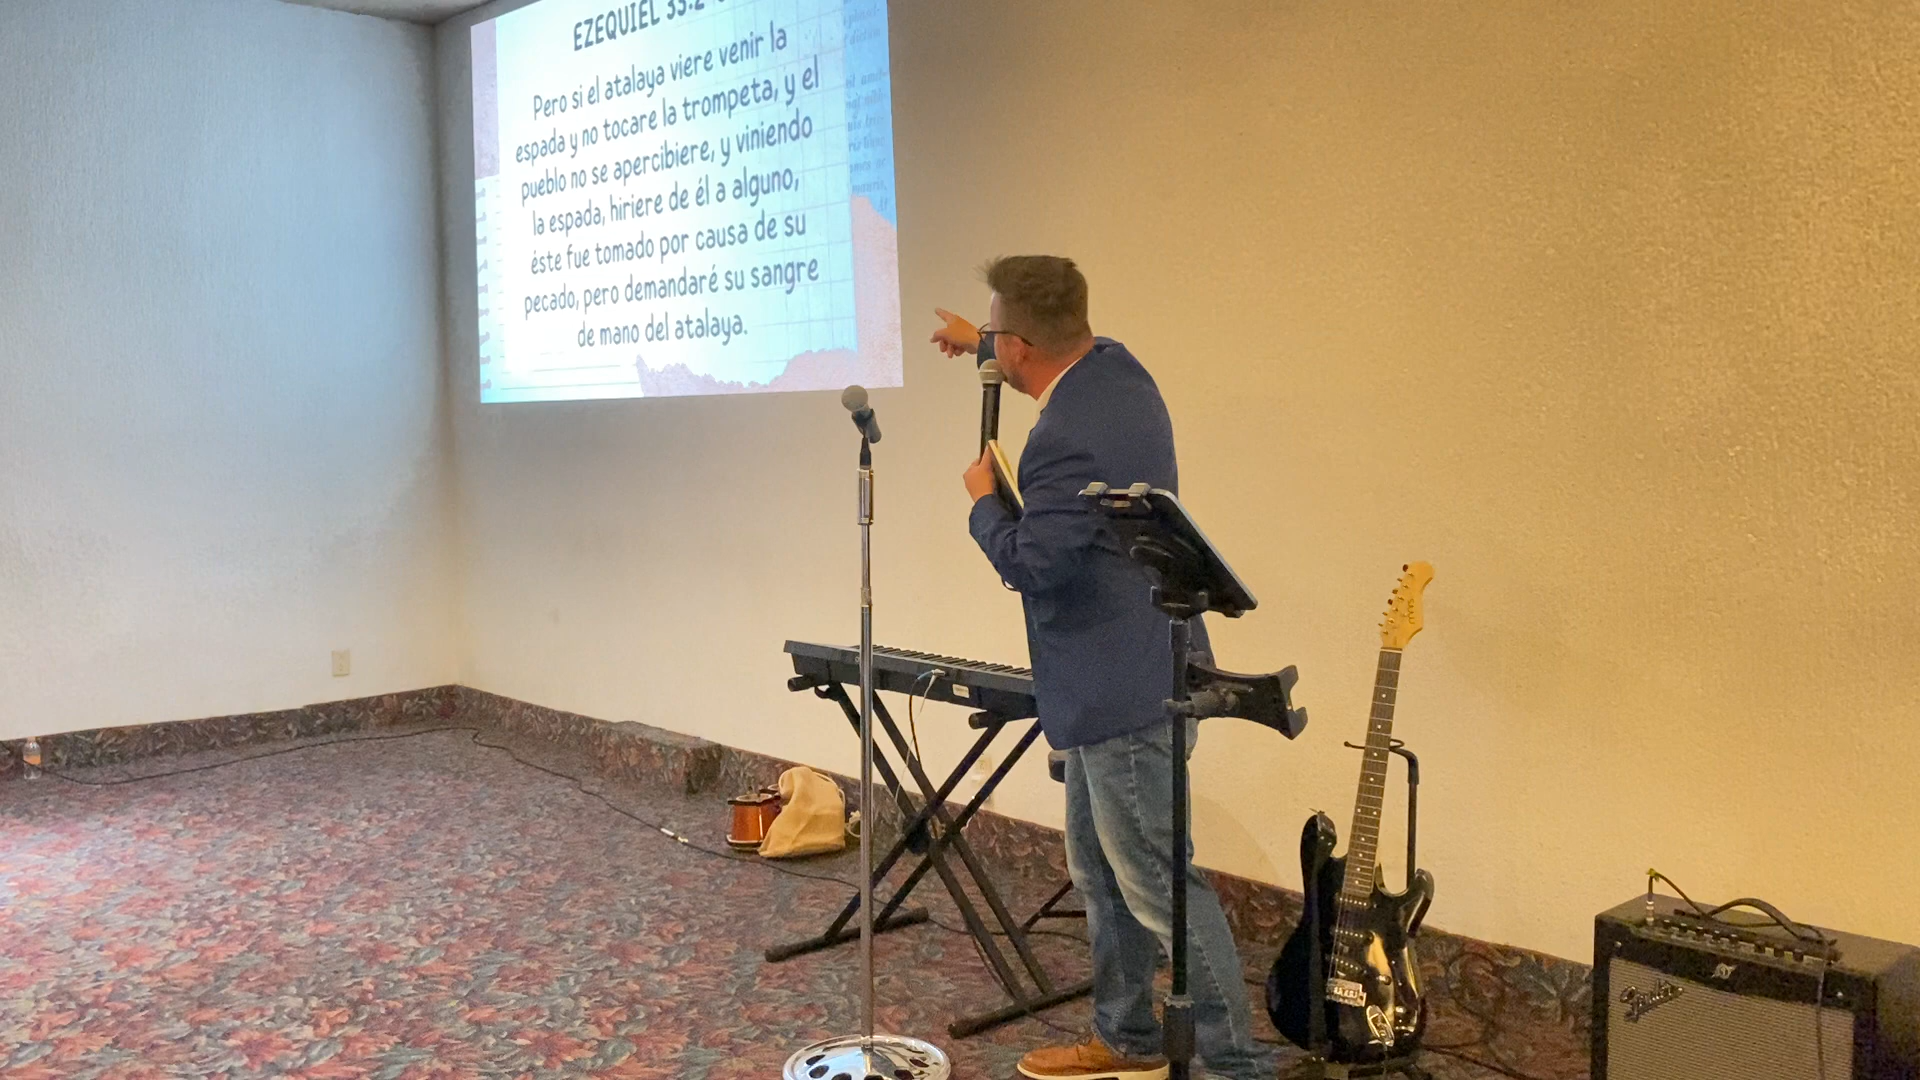 EZEQUIEL 33:2
Pero si el atalaya viere venir la
espada y no tocare la trompeta, y el
pueblo no se apercibiere, y viniendo
la espada, hiriere de él a alguno,
éste fue tomado por causa de su
pecado, pero demandaré su sangre
de mano del atalaya.
Fender